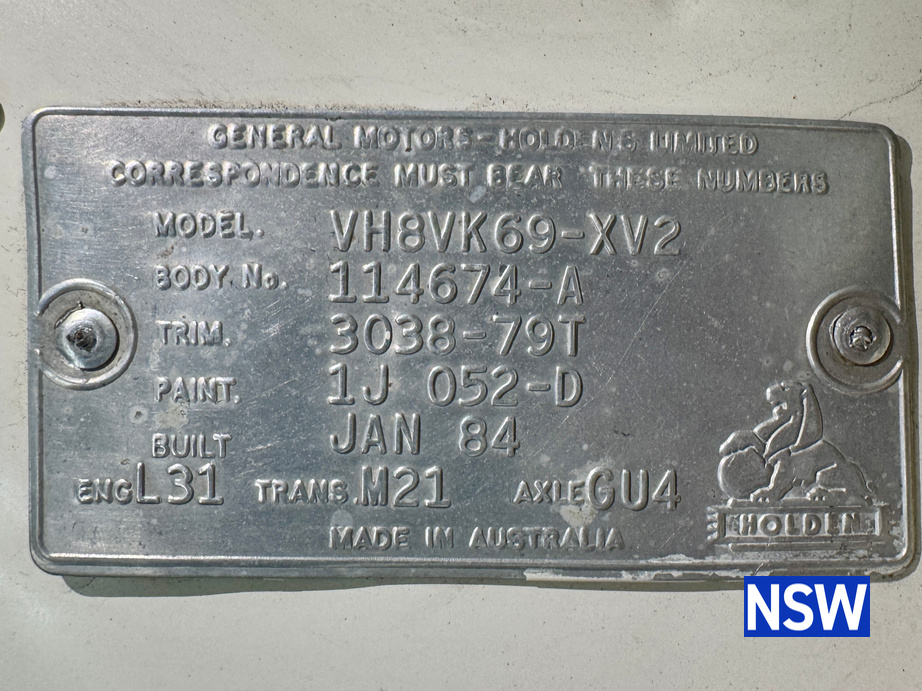 GENERAL MOTORS-HOLDEN'S LIMITED
CORRESPONDENCE MUST BEAR THESE NUMBERS
MODEL. VH8VK69-XV2
BODY No. 114674-A
TRIM. 3038-79T
PAINT. 1J 052-D
BUILT JAN 84
ENG L31 TRANS. M21 AXLE GU4
HOLDEN
MADE IN AUSTRALIA
NSW